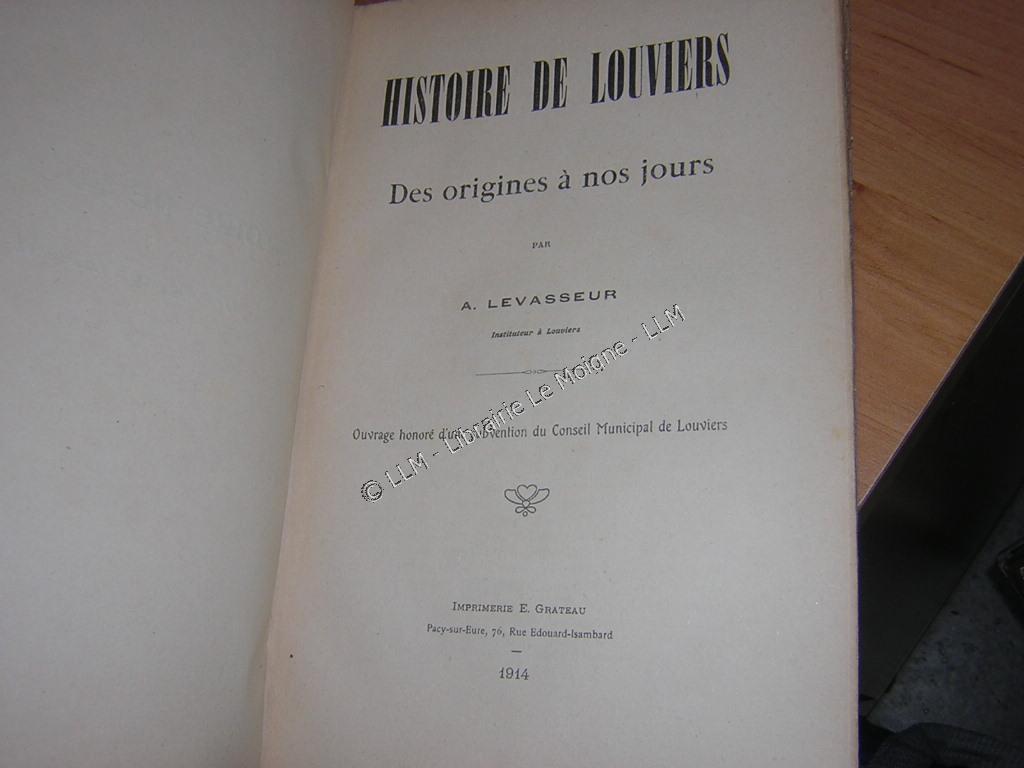 HISTOIRE DE LOUVIERS
Des origines à nos jours
PAR
A. LEVASSEUR
Instituteur à Louviers
© LLM - Librairie Le Moigne - LLM
Ouvrage honoré d'une subvention du Conseil Municipal de Louviers
IMPRIMERIE E. GRATEAU
Pacy-sur-Eure, 76, Rue Edouard-Isambard
1914